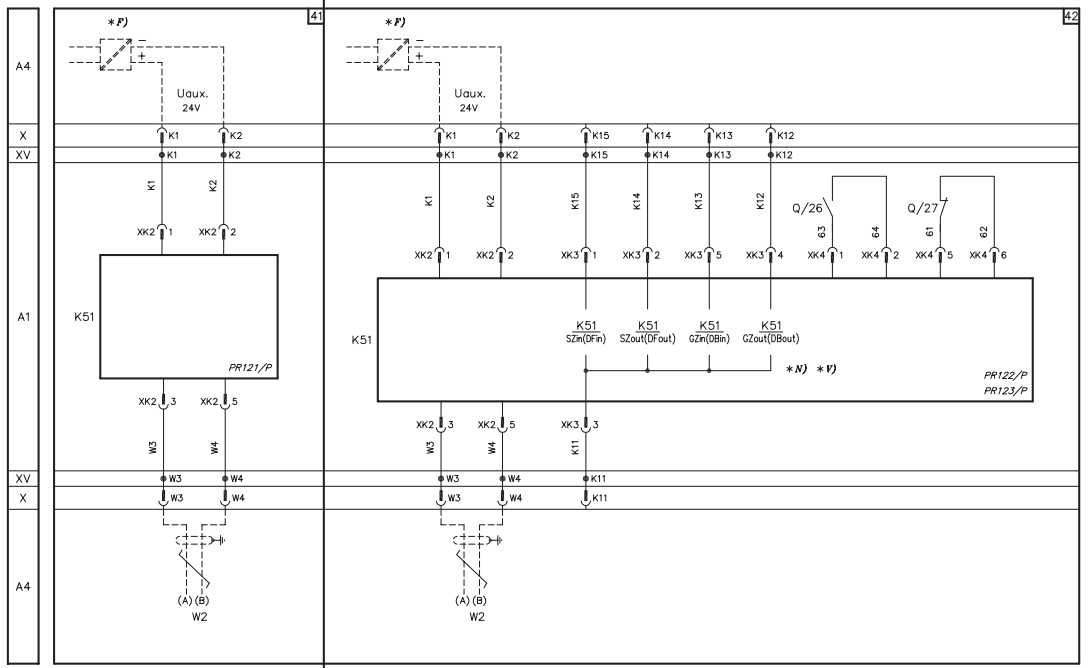 *F) 41 *F) 42
A4
− −
+ +
Uaux. Uaux.
24V 24V
X K1 K2 K1 K2 K15 K14 K13 K12
XV K1 K2 K1 K2 K15 K14 K13 K12
K1 K2 K1 K2 K15 K14 K13 K12 Q/26 Q/27
63 64 61 62
XK2 1 XK2 2
XK2 1 XK2 2 XK3 1 XK3 2 XK3 5 XK3 4 XK4 1 XK4 2 XK4 5 XK4 6
A1 K51
K51 K51 K51 K51
K51 SZin(DFin) SZout(DFout) GZin(DBin) GZout(DBout)
PR121/P *N) *V) PR122/P
PR123/P
XK2 3 XK2 5
XK2 3 XK2 5 XK3 3
W3 W4 W3 W4 K11
XV W3 W4 W3 W4 K11
X W3 W4 W3 W4 K11
A4
(A) (B) (A) (B)
W2 W2